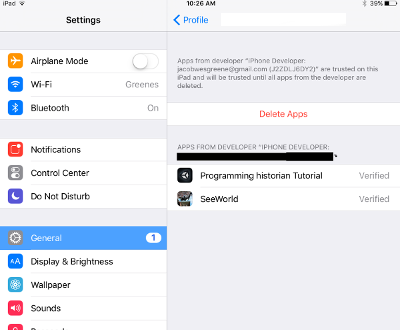 iPad
10:26 AM
39%
Settings
Profile
Airplane Mode
Wi-Fi
Greenes
Bluetooth
On
Notifications
Control Center
Do Not Disturb
General
1
Display & Brightness
AA
Wallpaper
Sounds
Apps from developer "iPhone Developer:
jacobwesgreene@gmail.com (J2ZDLJ6DY2)" are trusted on this
iPad and will be trusted until all apps from the developer are
deleted.
Delete Apps
APPS FROM DEVELOPER "IPHONE DEVELOPER:
Programming historian Tutorial
Verified
SeeWorld
Verified